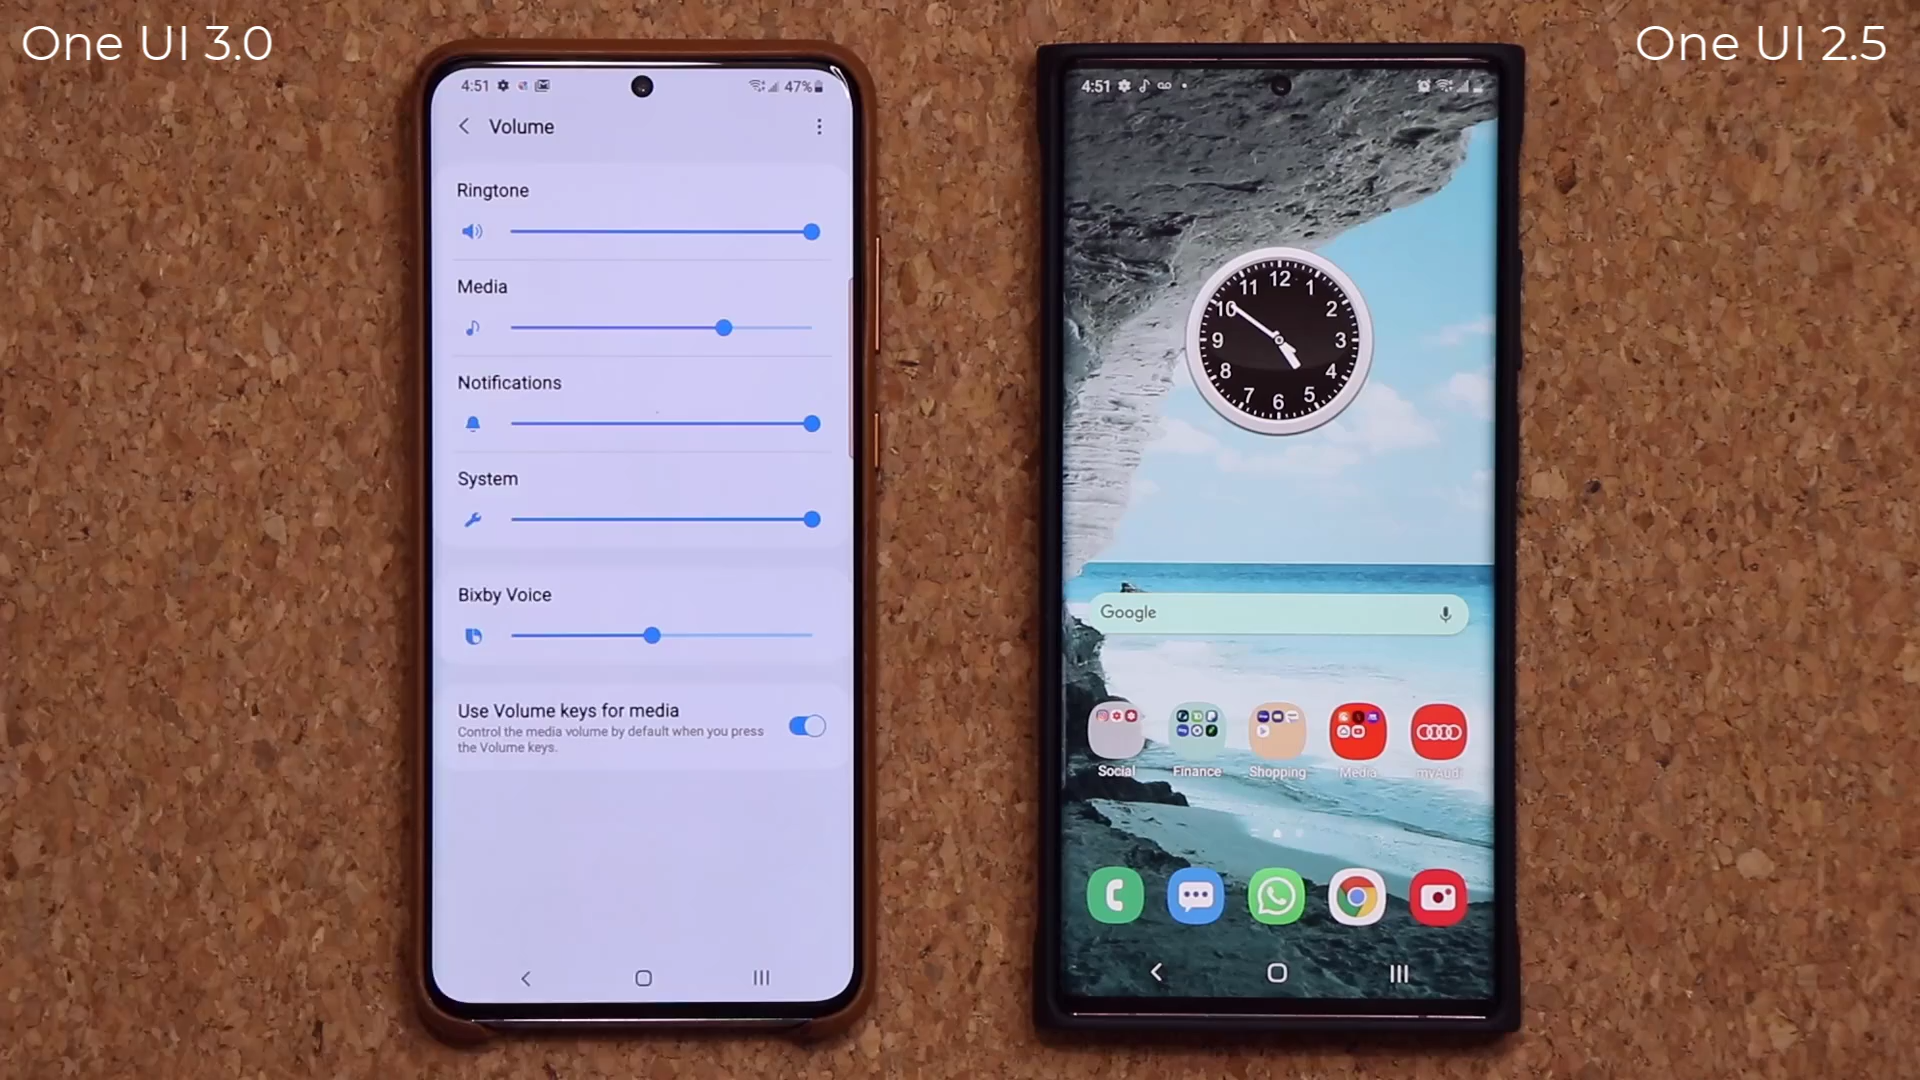 One UI 3.0
One UI 2.5
4:51
47%
Volume
Ringtone
Media
Notifications
System
Bixby Voice
Use Volume keys for media
Control the media volume by default when you press
the Volume keys.
4:51
12
11
1
10
2
9
3
8
4
7
5
6
Google
Social
Finance
Shopping
Media
myAudi